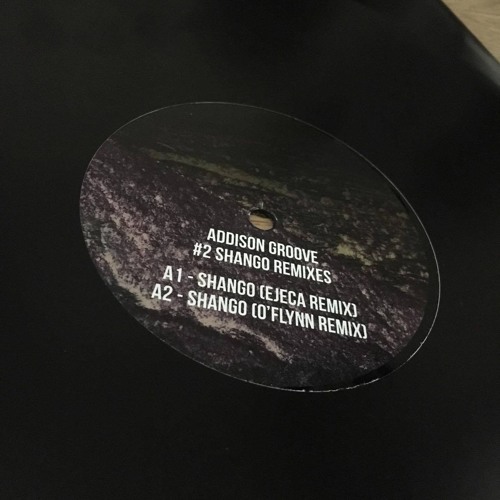 ADDISON GROOVE
#2 SHANGO REMIXES
A1 - SHANGO (EJECA REMIX)
A2 - SHANGO (O'FLYNN REMIX)